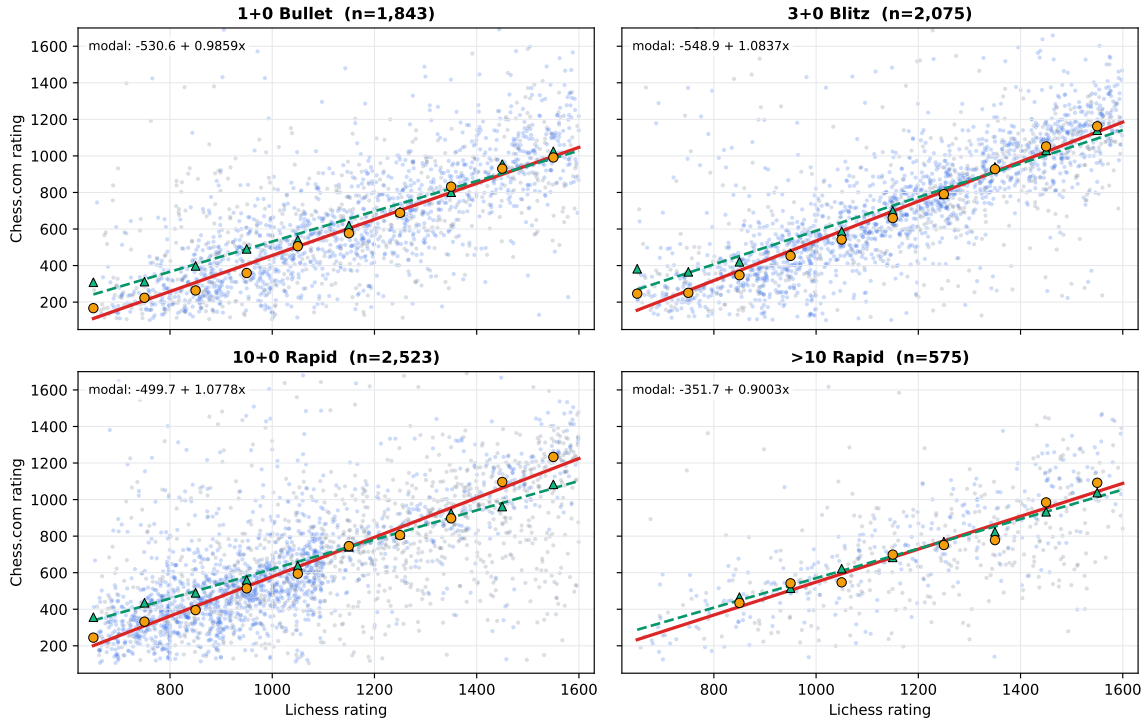 1+0 Bullet (n=1,843)
3+0 Blitz (n=2,075)
modal: -530.6 + 0.9859x
modal: -548.9 + 1.0837x
1600
1400
1200
1000
800
600
400
200
Chess.com rating
10+0 Rapid (n=2,523)
>10 Rapid (n=575)
modal: -499.7 + 1.0778x
modal: -351.7 + 0.9003x
1600
1400
1200
1000
800
600
400
200
Chess.com rating
800 1000 1200 1400 1600
800 1000 1200 1400 1600
Lichess rating
Lichess rating